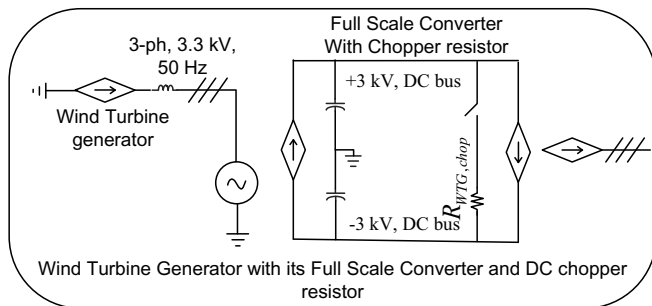 3-ph, 3.3 kV,
50 Hz
Wind Turbine
generator
Full Scale Converter
With Chopper resistor
+3 kV, DC bus
R_WTG,chop
-3 kV, DC bus
Wind Turbine Generator with its Full Scale Converter and DC chopper
resistor